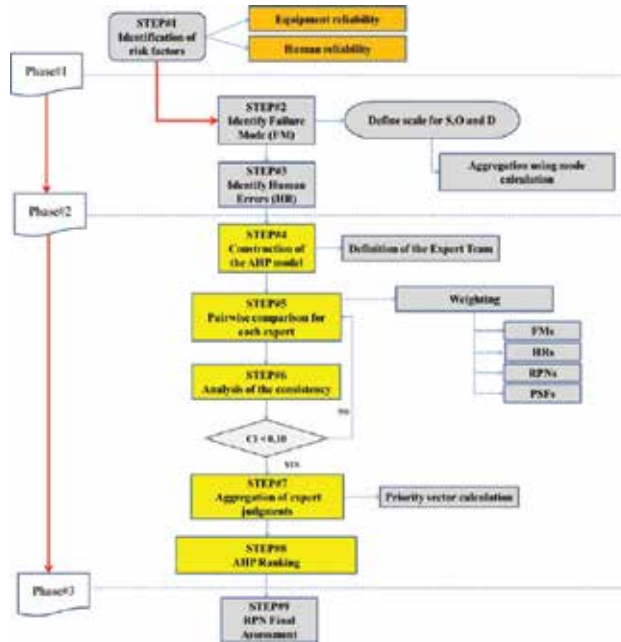 STEP#1
Identification of
risk factors
Equipment reliability
Human reliability
Phase#1
STEP#2
Identify Failure
Mode (FM)
Define scale for S,O and D
STEP#3
Identify Human
Errors (HR)
Aggregation using mode
calculation
Phase#2
STEP#4
Construction of
the AHP model
Definition of the Expert Team
STEP#5
Pairwise comparison for
each expert
Weighting
FMs
HRs
RPNs
PSFs
STEP#6
Analysis of the consistency
NO
CI < 0,10
YES
STEP#7
Aggregation of expert
judgments
Priority vector calculation
STEP#8
AHP Ranking
Phase#3
STEP#9
RPN Final
Assessment